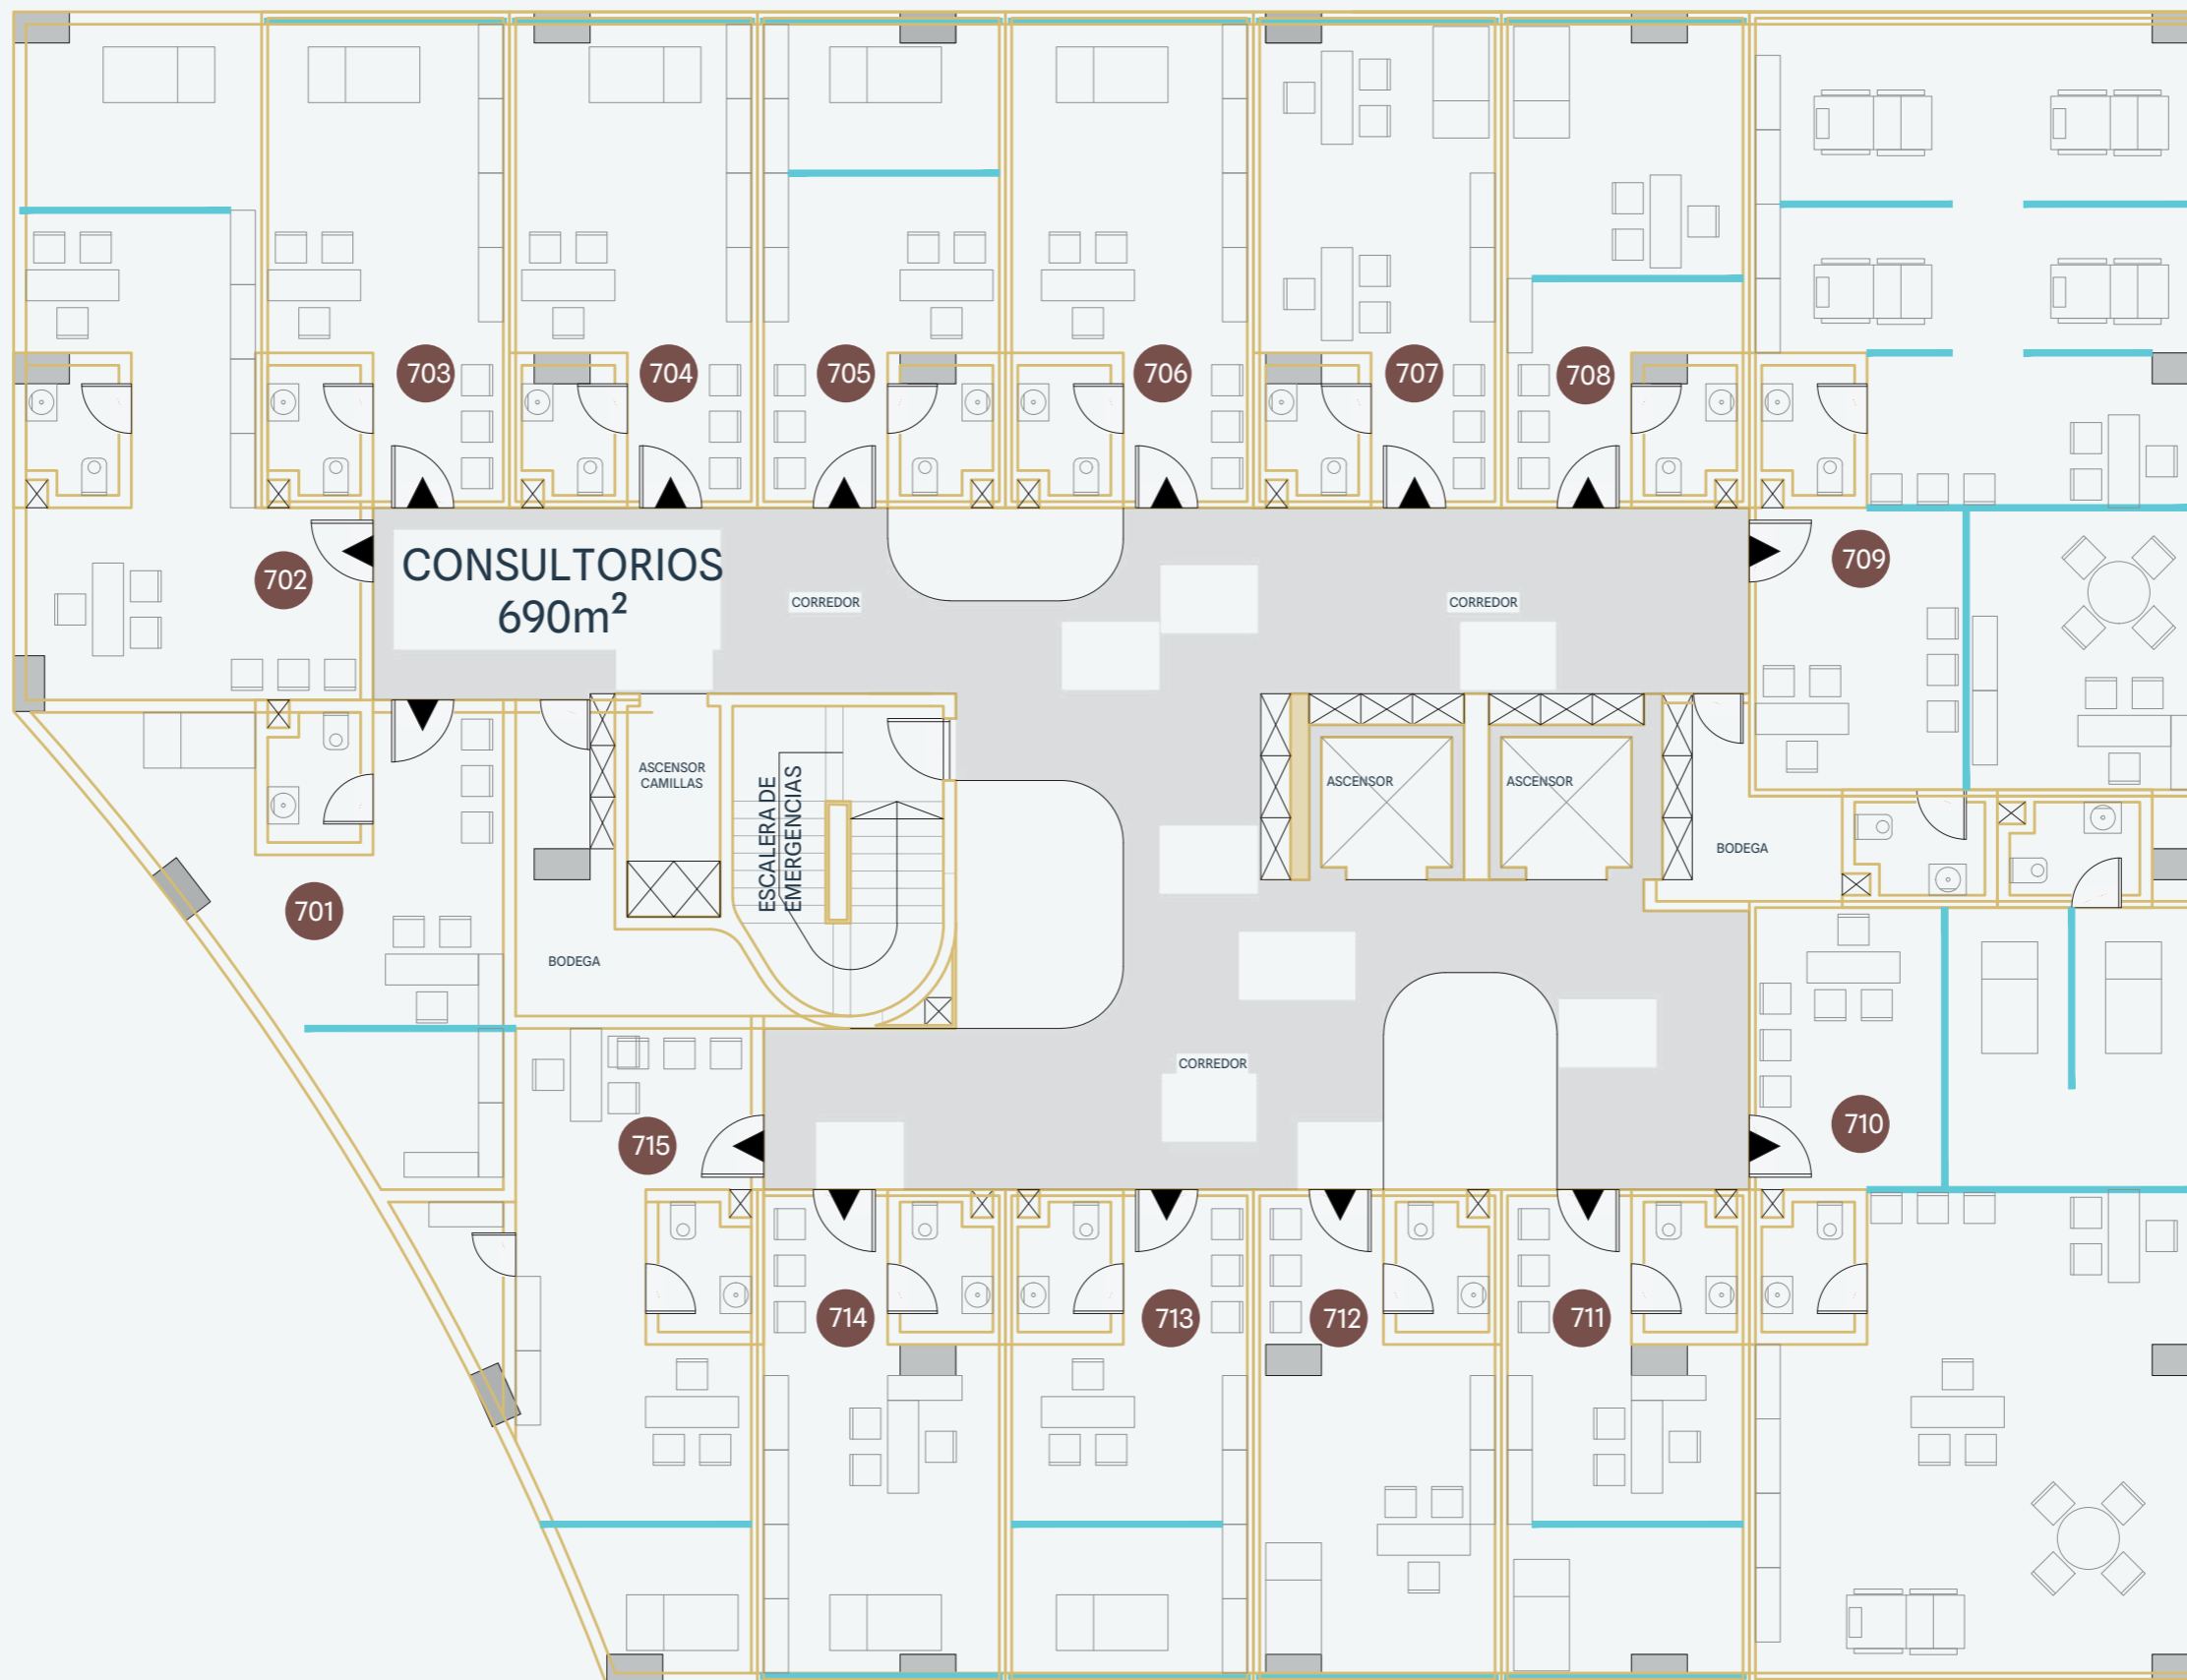 703
704
705
706
707
708
CONSULTORIOS
690m²
702
CORREDOR
CORREDOR
709
ASCENSOR
CAMILLAS
ESCALERA DE
EMERGENCIAS
ASCENSOR
ASCENSOR
BODEGA
701
BODEGA
CORREDOR
715
710
714
713
712
711